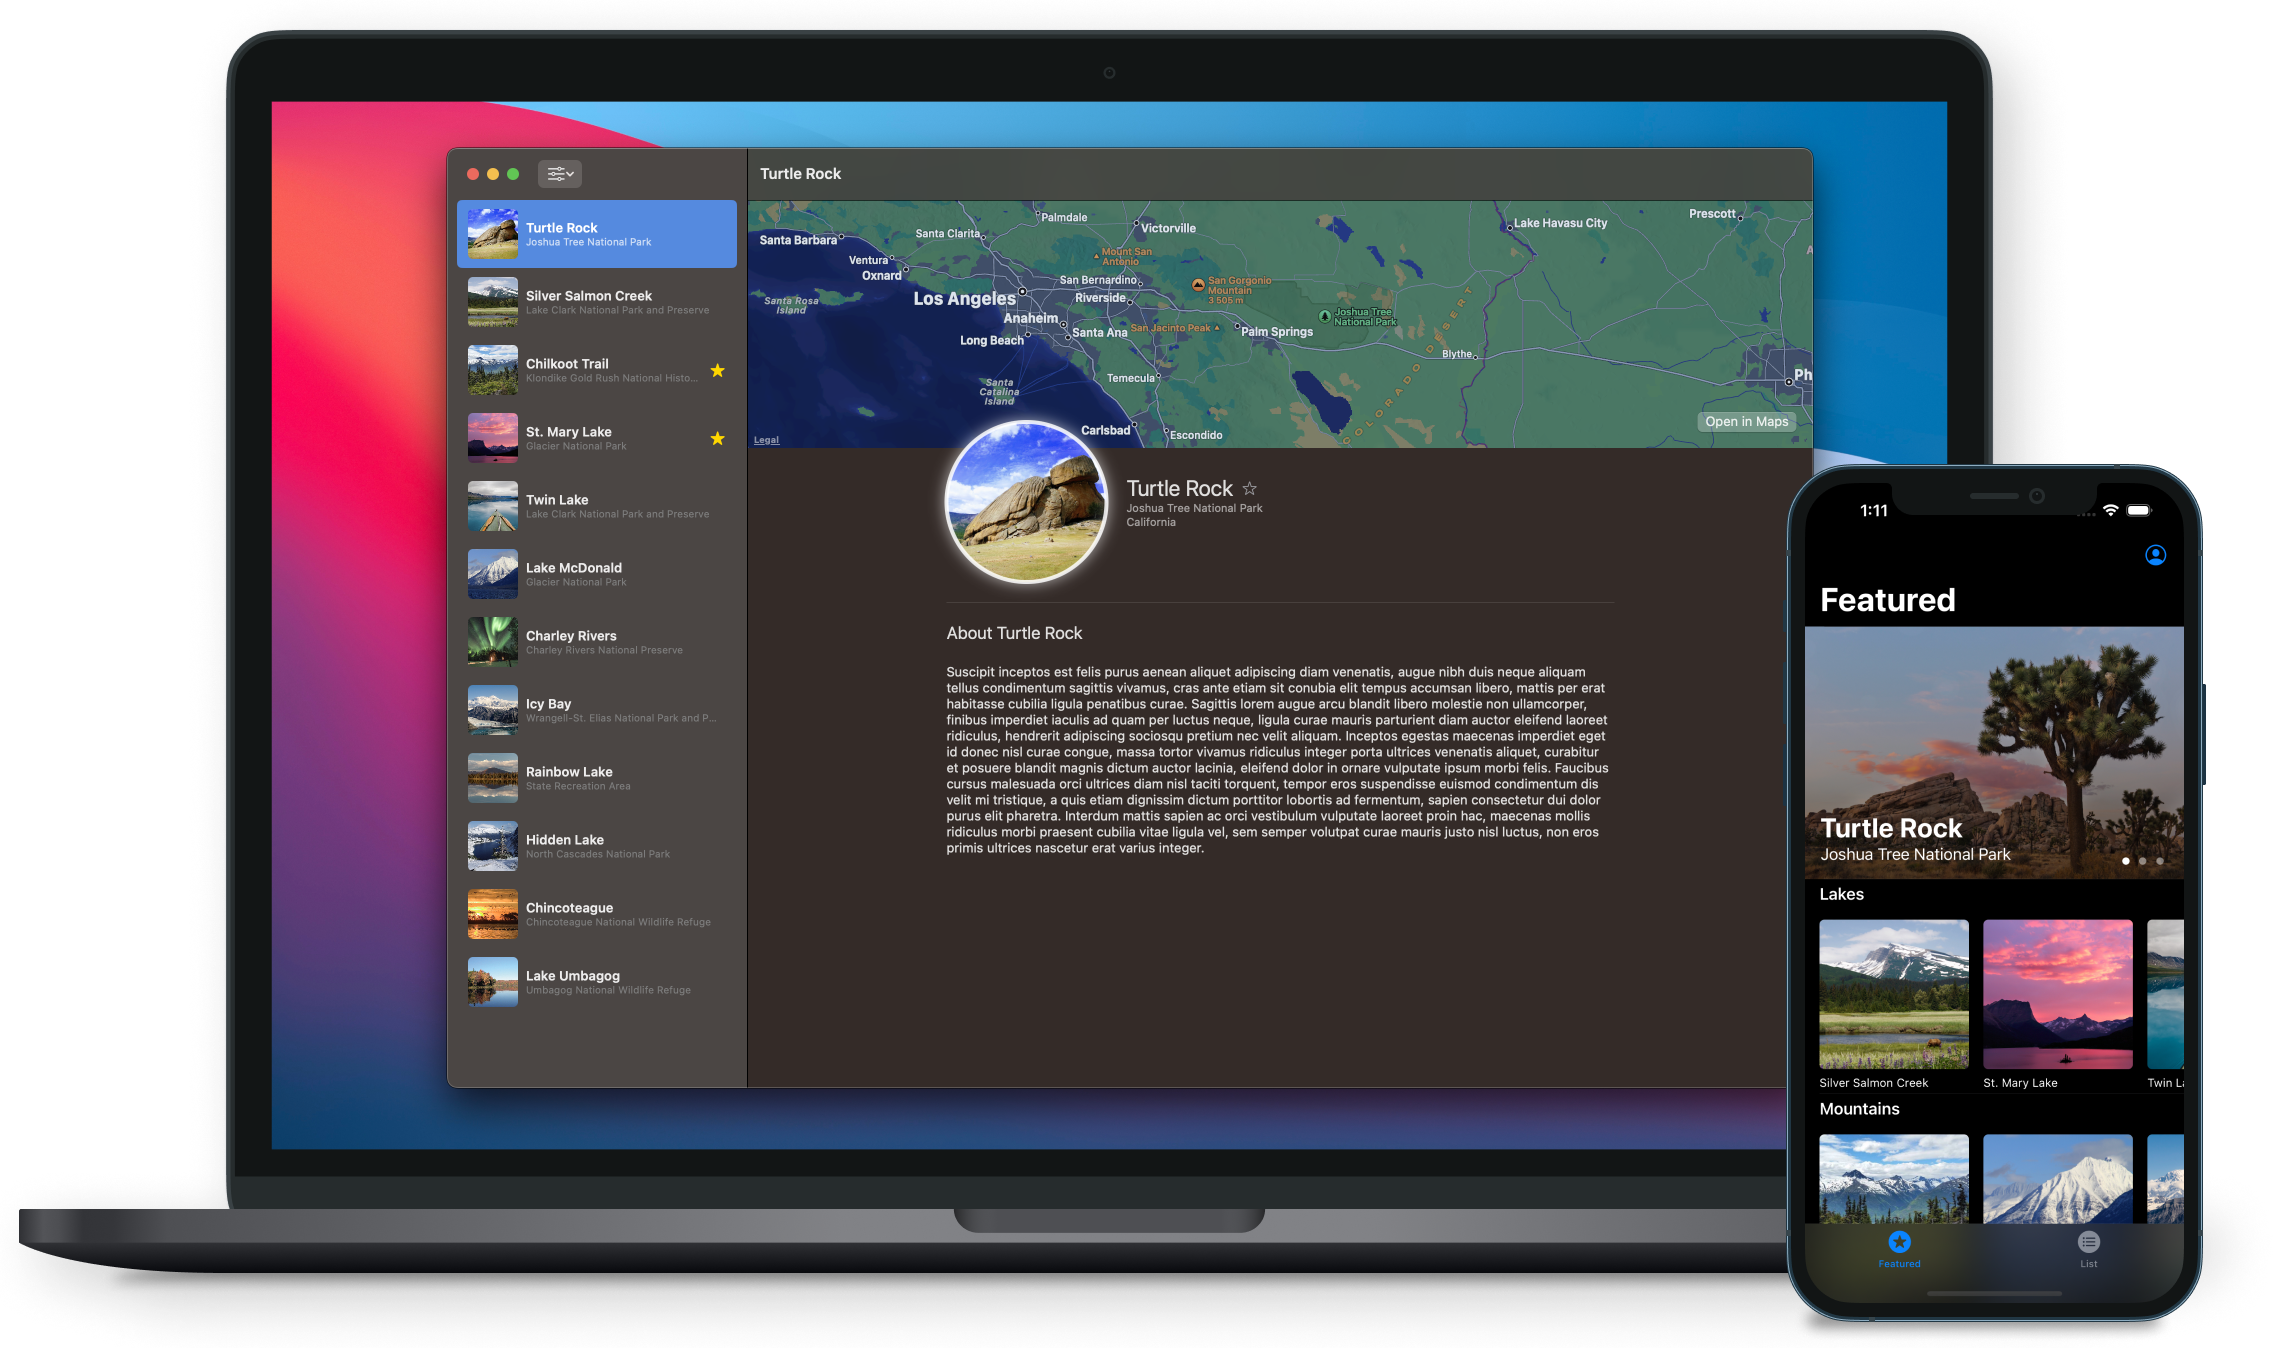 Turtle Rock
Joshua Tree National Park
Silver Salmon Creek
Lake Clark National Park and Preserve
Chilkoot Trail
Klondike Gold Rush National Histo...
St. Mary Lake
Glacier National Park
Twin Lake
Lake Clark National Park and Preserve
Lake McDonald
Glacier National Park
Charley Rivers
Charley Rivers National Preserve
Icy Bay
Wrangell-St. Elias National Park and P...
Rainbow Lake
State Recreation Area
Hidden Lake
North Cascades National Park
Chincoteague
Chincoteague National Wildlife Refuge
Lake Umbagog
Umbagog National Wildlife Refuge
Turtle Rock
Palmdale
Victorville
Lake Havasu City
Prescott
Santa Barbara
Santa Clarita
Ventura
Oxnard
Mount San
Antonio
San Bernardino
San Gorgonio
Mountain
3 505 m
Santa Rosa
Island
Los Angeles
Riverside
Anaheim
Joshua Tree
National Park
Santa Ana
San Jacinto Peak
Palm Springs
Long Beach
Blythe
COLORADO DESERT
Temecula
Ph
Santa
Catalina
Island
Carlsbad
Escondido
Legal
Open in Maps
Turtle Rock
Joshua Tree National Park
California
About Turtle Rock
Suscipit inceptos est felis purus aenean aliquet adipiscing diam venenatis, augue nibh duis neque aliquam
tellus condimentum sagittis vivamus, cras ante etiam sit conubia elit tempus accumsan libero, mattis per erat
habitasse cubilia ligula penatibus curae. Sagittis lorem augue arcu blandit libero molestie non ullamcorper,
finibus imperdiet iaculis ad quam per luctus neque, ligula curae mauris parturient diam auctor eleifend laoreet
ridiculus, hendrerit adipiscing sociosqu pretium nec velit aliquam. Inceptos egestas maecenas imperdiet eget
id donec nisl curae congue, massa tortor vivamus ridiculus integer porta ultrices venenatis aliquet, curabitur
et posuere blandit magnis dictum auctor lacinia, eleifend dolor in ornare vulputate ipsum morbi felis. Faucibus
cursus malesuada orci ultrices diam nisl taciti torquent, tempor eros suspendisse euismod condimentum dis
velit mi tristique, a quis etiam dignissim dictum porttitor lobortis ad fermentum, sapien consectetur dui dolor
purus elit pharetra. Interdum mattis sapien ac orci vestibulum vulputate laoreet proin hac, maecenas mollis
ridiculus morbi praesent cubilia vitae ligula vel, sem semper volutpat curae mauris justo nisl luctus, non eros
primis ultrices nascetur erat varius integer.
1:11
Featured
Turtle Rock
Joshua Tree National Park
Lakes
Silver Salmon Creek
St. Mary Lake
Twin La
Mountains
Featured
List